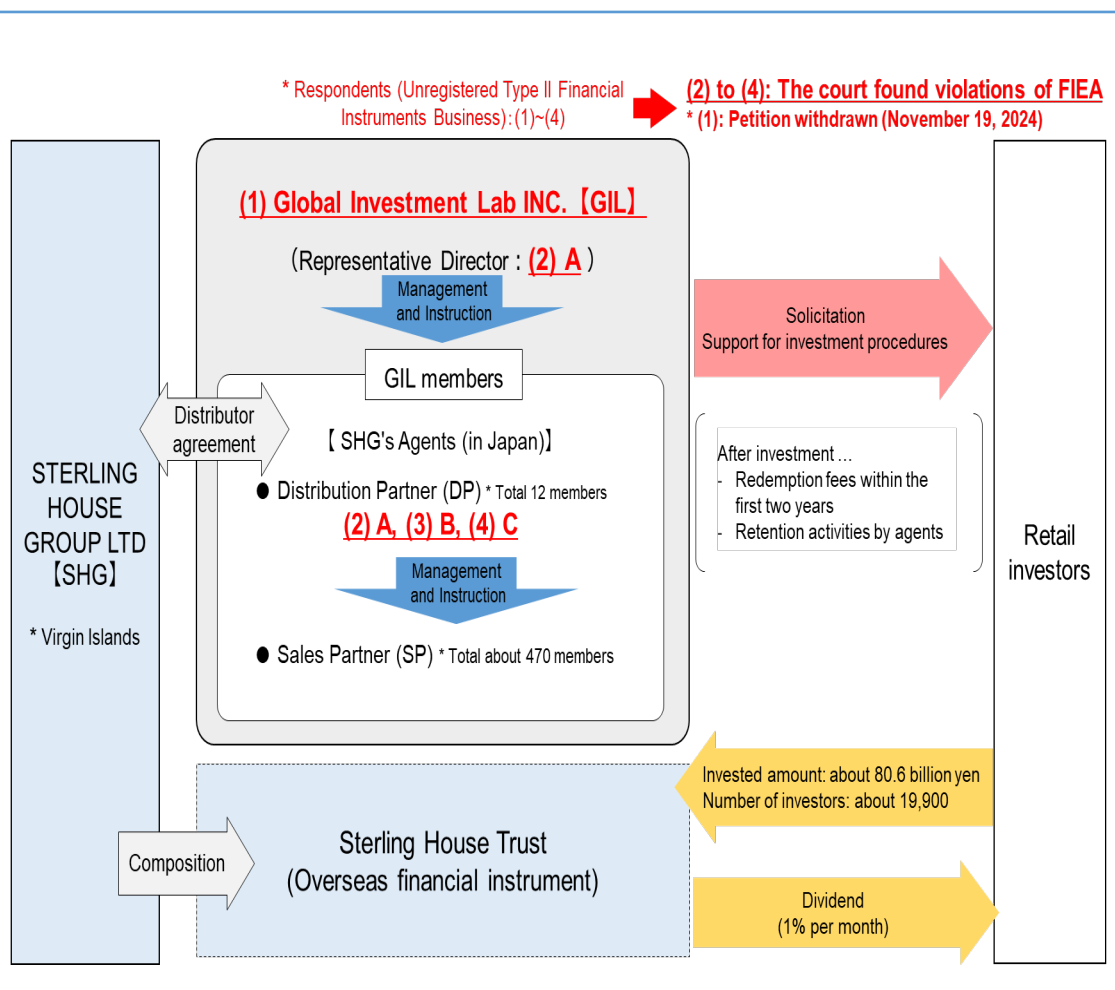 * Respondents (Unregistered Type II Financial
Instruments Business): (1)~(4)
(2) to (4): The court found violations of FIEA
* (1): Petition withdrawn (November 19, 2024)
(1) Global Investment Lab INC.【GIL】
(Representative Director : (2) A )
Management
and Instruction
GIL members
Distributor
agreement
【 SHG's Agents (in Japan)】
● Distribution Partner (DP) * Total 12 members
(2) A, (3) B, (4) C
Management
and Instruction
● Sales Partner (SP) * Total about 470 members
STERLING
HOUSE
GROUP LTD
【SHG】
* Virgin Islands
Solicitation
Support for investment procedures
After investment …
- Redemption fees within the
first two years
- Retention activities by agents
Retail
investors
Invested amount: about 80.6 billion yen
Number of investors: about 19,900
Composition
Sterling House Trust
(Overseas financial instrument)
Dividend
(1% per month)